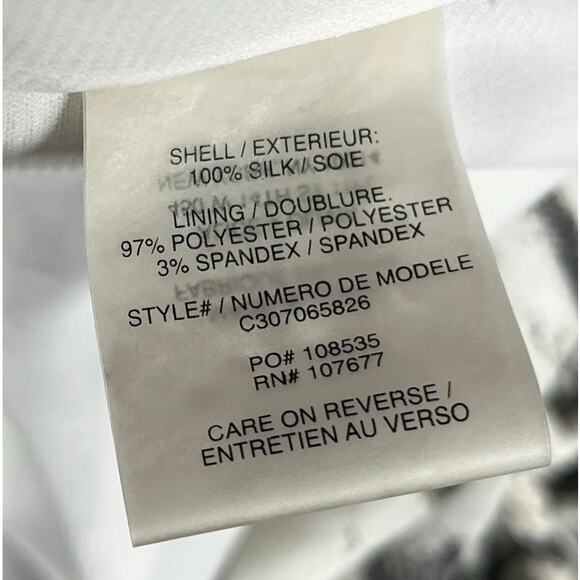 SHELL / EXTERIEUR:
100% SILK / SOIE
LINING / DOUBLURE.
97% POLYESTER / POLYESTER
3% SPANDEX / SPANDEX
STYLE# / NUMERO DE MODELE
C307065826
PO# 108535
RN# 107677
CARE ON REVERSE /
ENTRETIEN AU VERSO